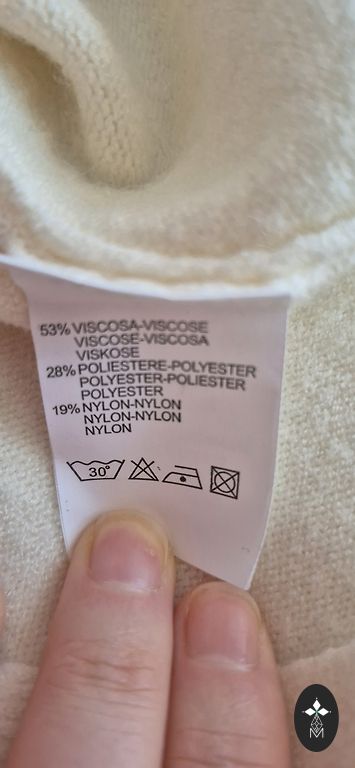 53% VISCOSA-VISCOSE
VISCOSE-VISCOSA
VISKOSE
28% POLIESTERE-POLYESTER
POLYESTER-POLIESTER
POLYESTER
19% NYLON-NYLON
NYLON-NYLON
NYLON
30°
M